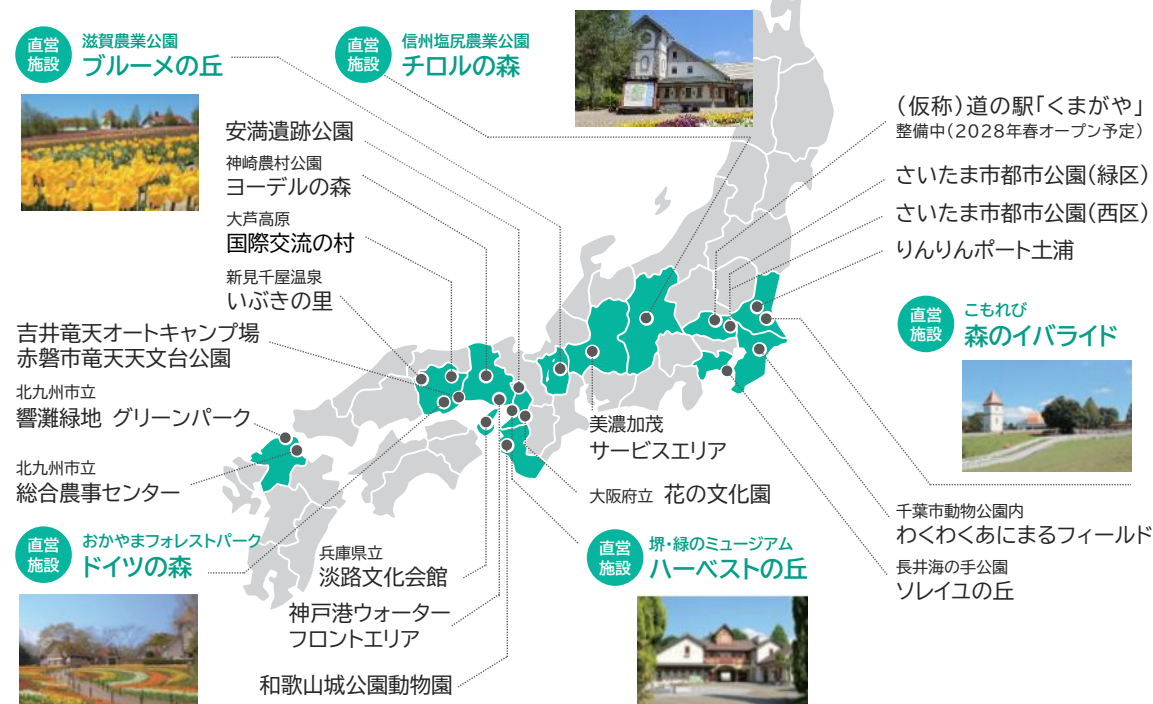 直営
施設
滋賀農業公園
ブルーメの丘
直営
施設
信州塩尻農業公園
チロルの森
安満遺跡公園
神崎農村公園
ヨーデルの森
大芦高原
国際交流の村
新見千屋温泉
いぶきの里
吉井竜天オートキャンプ場
赤磐市竜天天文台公園
北九州市立
響灘緑地 グリーンパーク
北九州市立
総合農事センター
直営
施設
おかやまフォレストパーク
ドイツの森
兵庫県立
淡路文化会館
神戸港ウォーター
フロントエリア
和歌山城公園動物園
美濃加茂
サービスエリア
大阪府立 花の文化園
直営
施設
堺・緑のミュージアム
ハーベストの丘
(仮称)道の駅「くまがや」
整備中(2028年春オープン予定)
さいたま市都市公園(緑区)
さいたま市都市公園(西区)
りんりんポート土浦
直営
施設
こもれび
森のイバライド
千葉市動物公園内
わくわくあにまるフィールド
長井海の手公園
ソレイユの丘